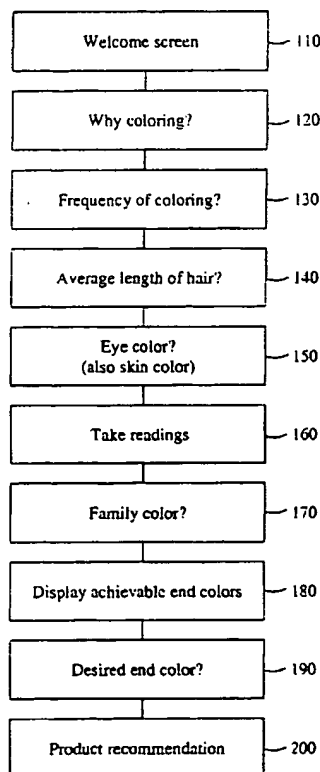 Welcome screen 110
Why coloring? 120
Frequency of coloring? 130
Average length of hair? 140
Eye color?
(also skin color) 150
Take readings 160
Family color? 170
Display achievable end colors 180
Desired end color? 190
Product recommendation 200